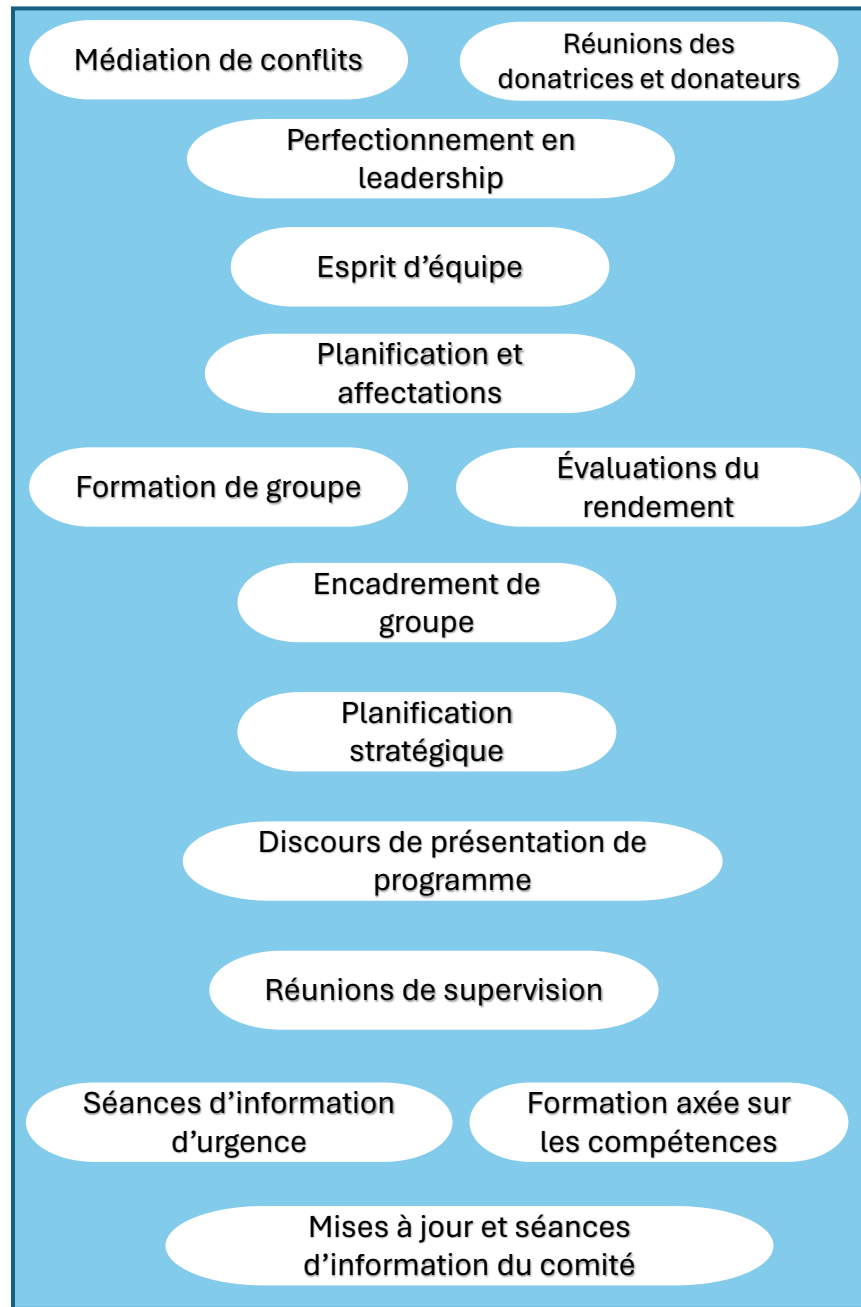 Médiation de conflits
Réunions des
donatrices et donateurs
Perfectionnement en
leadership
Esprit d’équipe
Planification et
affectations
Formation de groupe
Évaluations du
rendement
Encadrement de
groupe
Planification
stratégique
Discours de présentation de
programme
Réunions de supervision
Séances d’information
d’urgence
Formation axée sur
les compétences
Mises à jour et séances
d’information du comité